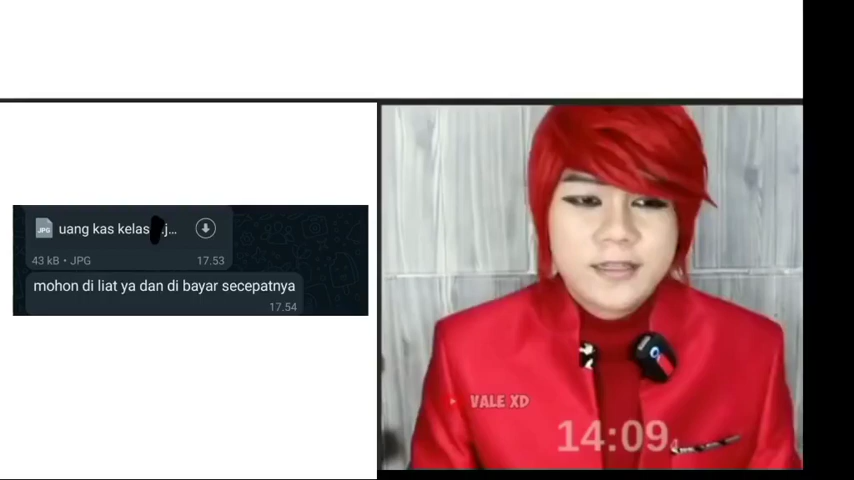 JPG
uang kas kelas .j...
43 kB • JPG
17.53
mohon di liat ya dan di bayar secepatnya
17.54
VALE XD
14:09